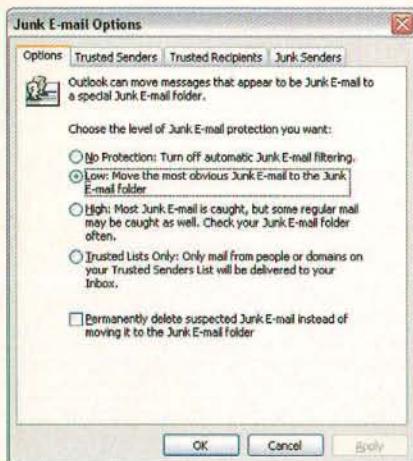 Junk E-mail Options
Options Trusted Senders Trusted Recipients Junk Senders
Outlook can move messages that appear to be Junk E-mail to
a special Junk E-mail folder.
Choose the level of Junk E-mail protection you want:
No Protection: Turn off automatic Junk E-mail filtering.
Low: Move the most obvious Junk E-mail to the Junk
E-mail folder
High: Most Junk E-mail is caught, but some regular mail
may be caught as well. Check your Junk E-mail folder
often.
Trusted Lists Only: Only mail from people or domains on
your Trusted Senders List will be delivered to your
Inbox.
Permanently delete suspected Junk E-mail instead of
moving it to the Junk E-mail folder
OK Cancel Apply